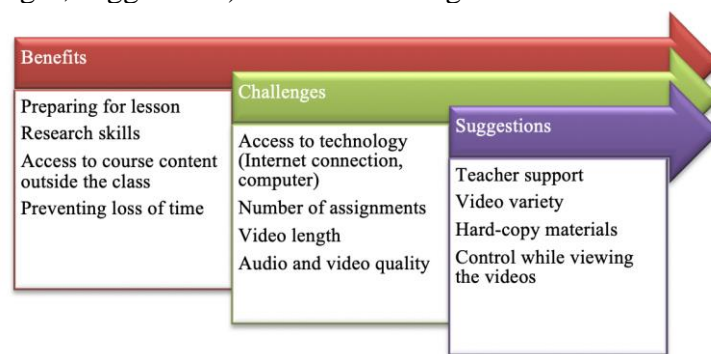 Benefits
Preparing for lesson
Research skills
Access to course content
outside the class
Preventing loss of time
Challenges
Access to technology
(Internet connection,
computer)
Number of assignments
Video length
Audio and video quality
Suggestions
Teacher support
Video variety
Hard-copy materials
Control while viewing
the videos